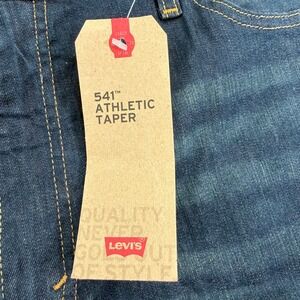 541™
ATHLETIC
TAPER
QUALITY
NEVER
GOES OUT
OF STYLE
Levi's